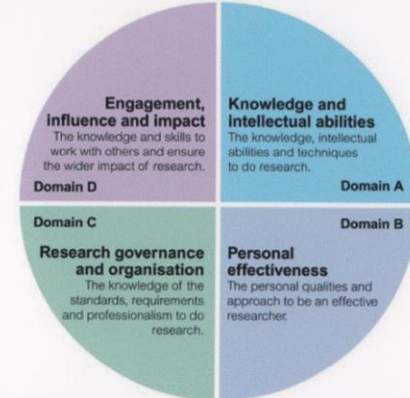 Engagement,
influence and impact
The knowledge and skills to
work with others and ensure
the wider impact of research.
Domain D
Knowledge and
intellectual abilities
The knowledge, intellectual
abilities and techniques
to do research.
Domain A
Domain C
Research governance
and organisation
The knowledge of the
standards, requirements
and professionalism to do
research.
Domain B
Personal
effectiveness
The personal qualities and
approach to be an effective
researcher.